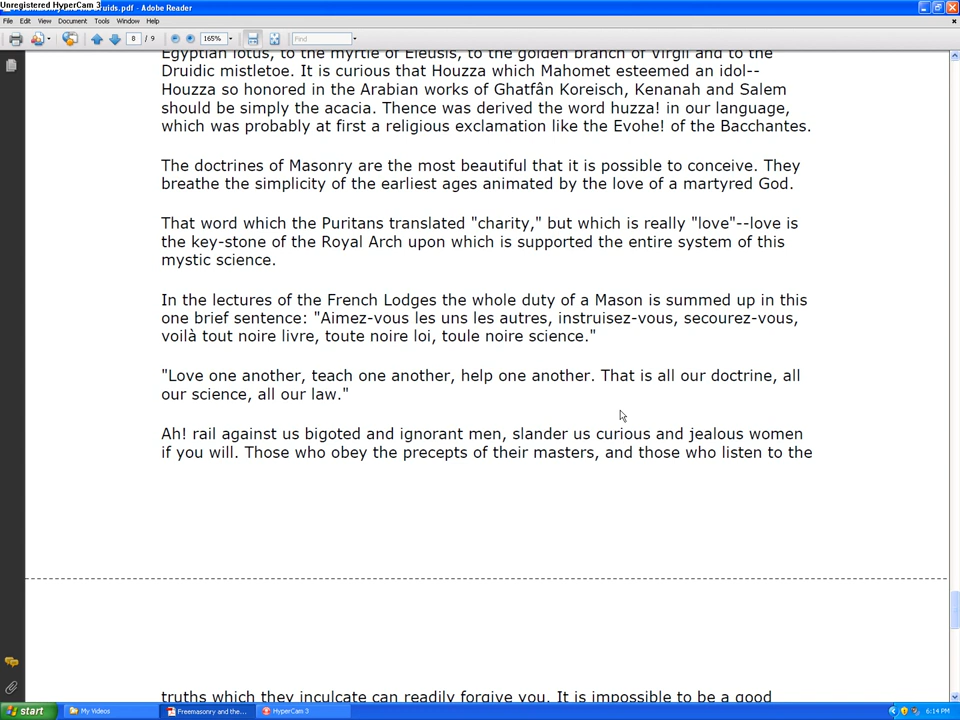 Unregistered HyperCam 3
uids.pdf - Adobe Reader
File Edit View Document Tools Window Help
8 / 9 165% Find
Egyptian lotus, to the myrtle of Eleusis, to the golden branch of Virgil and to the
Druidic mistletoe. It is curious that Houzza which Mahomet esteemed an idol--
Houzza so honored in the Arabian works of Ghatfân Koreisch, Kenanah and Salem
should be simply the acacia. Thence was derived the word huzza! in our language,
which was probably at first a religious exclamation like the Evohe! of the Bacchantes.
The doctrines of Masonry are the most beautiful that it is possible to conceive. They
breathe the simplicity of the earliest ages animated by the love of a martyred God.
That word which the Puritans translated "charity," but which is really "love"--love is
the key-stone of the Royal Arch upon which is supported the entire system of this
mystic science.
In the lectures of the French Lodges the whole duty of a Mason is summed up in this
one brief sentence: "Aimez-vous les uns les autres, instruisez-vous, secourez-vous,
voilà tout noire livre, toute noire loi, toule noire science."
"Love one another, teach one another, help one another. That is all our doctrine, all
our science, all our law."
Ah! rail against us bigoted and ignorant men, slander us curious and jealous women
if you will. Those who obey the precepts of their masters, and those who listen to the
truths which they inculcate can readily forgive you. It is impossible to be a good
start My Videos Freemasonry and the... HyperCam 3 6:14 PM